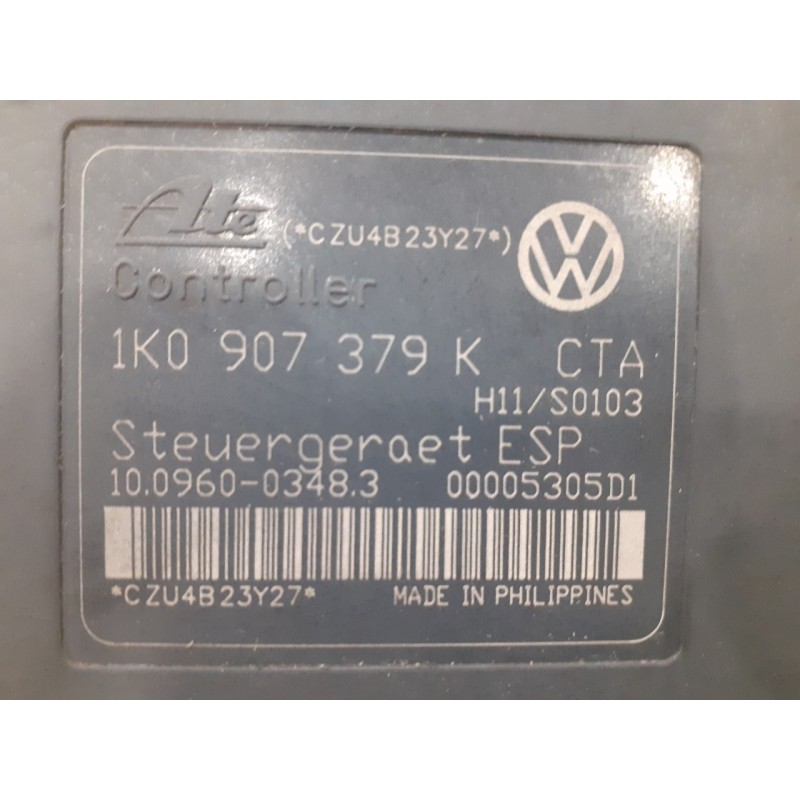 Ate (*CZU4B23Y27*) VW
Controller
1K0 907 379 K CTA
H11/S0103
Steuergeraet ESP
10.0960-0348.3 00005305D1
*CZU4B23Y27* MADE IN PHILIPPINES